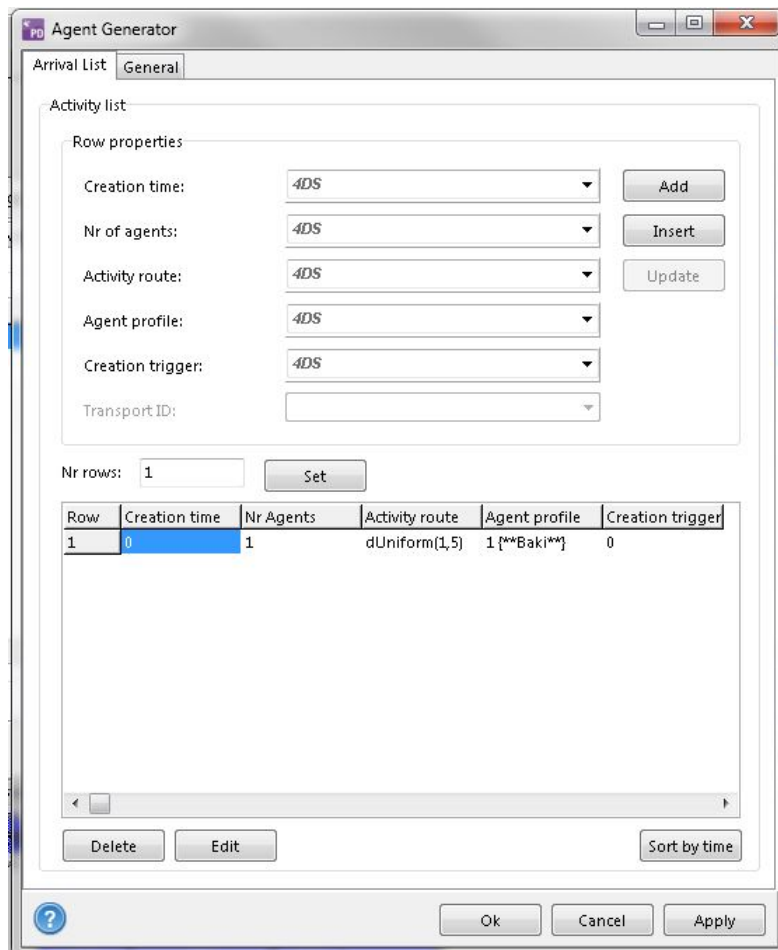 PD Agent Generator
Arrival List General
Activity list
Row properties
Creation time: 4DS Add
Nr of agents: 4DS Insert
Activity route: 4DS Update
Agent profile: 4DS
Creation trigger: 4DS
Transport ID:
Nr rows: 1 Set
Row Creation time Nr Agents Activity route Agent profile Creation trigger
1 0 1 dUniform(1,5) 1 {**Baki**} 0
Delete Edit Sort by time
? Ok Cancel Apply